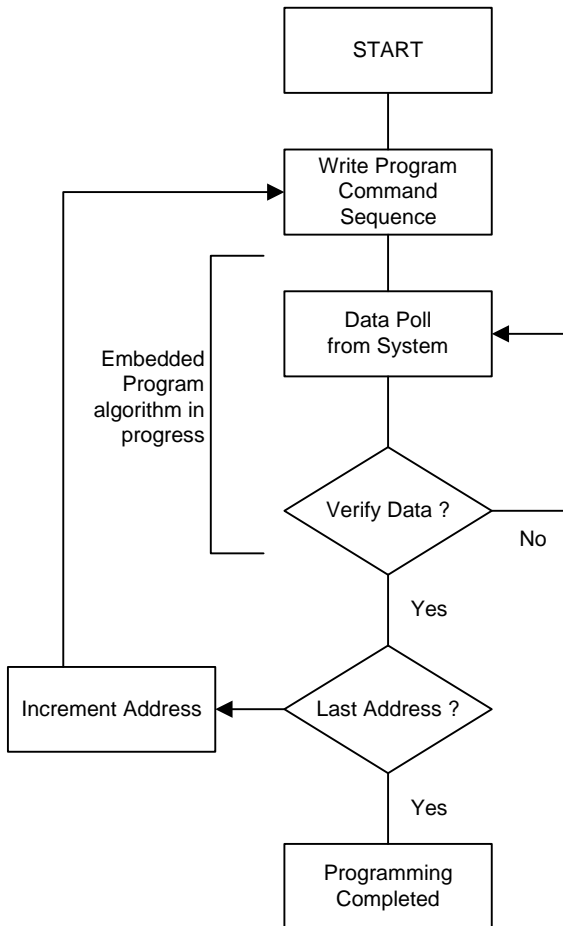 START
Write Program
Command
Sequence
Data Poll
from System
Embedded
Program
algorithm in
progress
Verify Data ?
No
Yes
Increment Address
Last Address ?
Yes
Programming
Completed